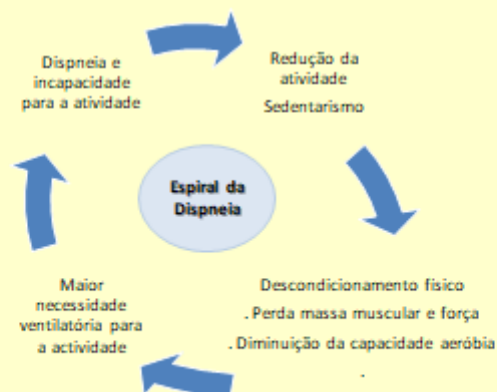 Dispneia e
incapacidade
para a atividade
Redução da
atividade
Sedentarismo
Espiral da
Dispneia
Maior
necessidade
ventilatória para
a actividade
Descondicionamento fisico
. Perda massa muscular e força
. Diminuição da capacidade aeróbia
.